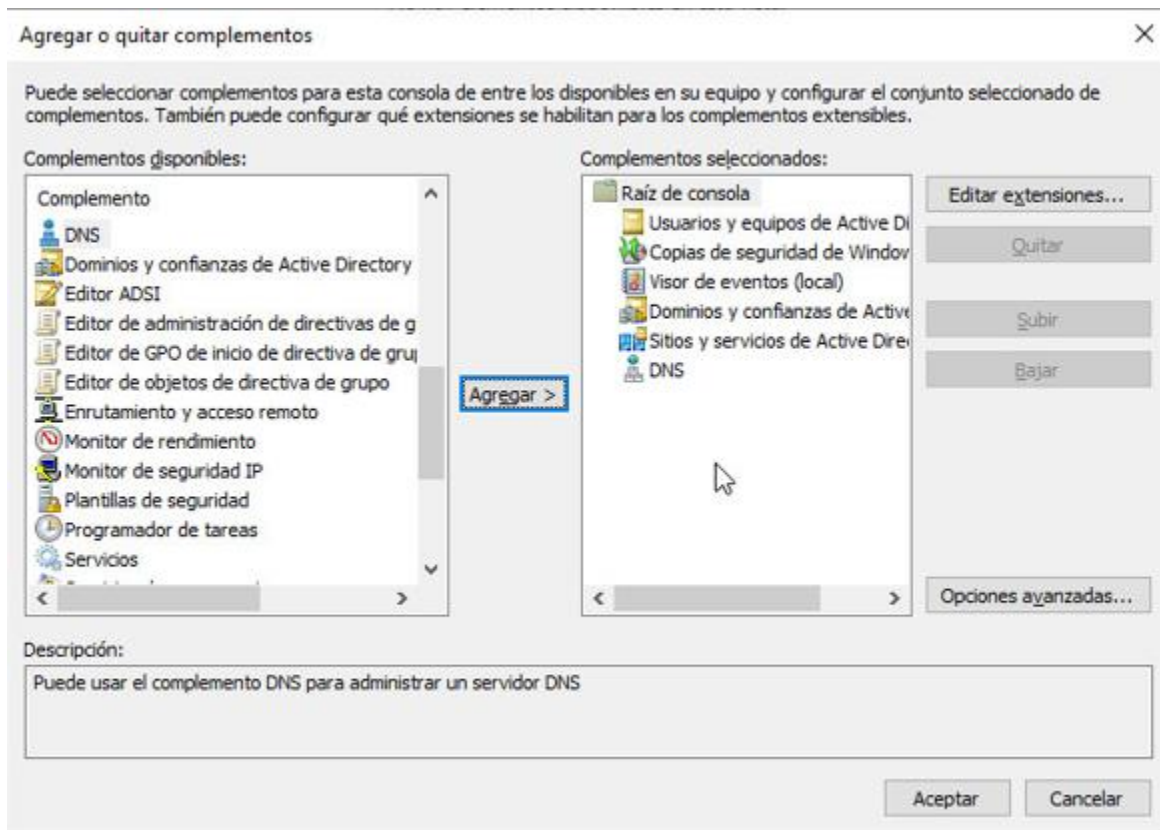 Agregar o quitar complementos
Puede seleccionar complementos para esta consola de entre los disponibles en su equipo y configurar el conjunto seleccionado de
complementos. También puede configurar qué extensiones se habilitan para los complementos extensibles.
Complementos disponibles:
Complemento
DNS
Dominios y confianzas de Active Directory
Editor ADSI
Editor de administración de directivas de g
Editor de GPO de inicio de directiva de gru
Editor de objetos de directiva de grupo
Enrutamiento y acceso remoto
Monitor de rendimiento
Monitor de seguridad IP
Plantillas de seguridad
Programador de tareas
Servicios
Agregar >
Complementos seleccionados:
Raíz de consola
Usuarios y equipos de Active Di
Copias de seguridad de Window
Visor de eventos (local)
Dominios y confianzas de Active
Sitios y servicios de Active Dire
DNS
Editar extensiones...
Quitar
Subir
Bajar
Opciones avanzadas...
Descripción:
Puede usar el complemento DNS para administrar un servidor DNS
Aceptar
Cancelar